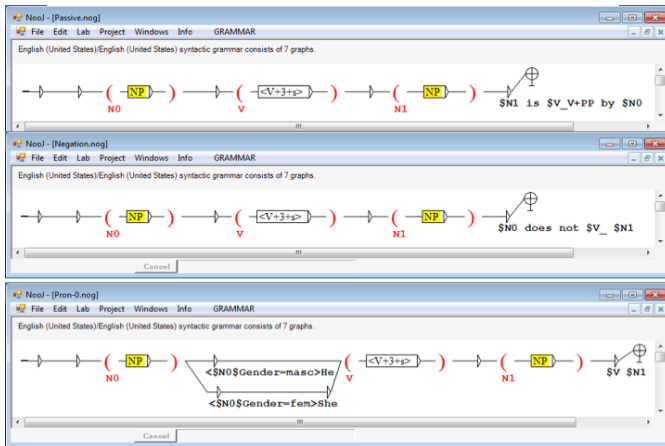 NooJ - [Passive.nog]
File Edit Lab Project Windows Info GRAMMAR
English (United States)/English (United States) syntactic grammar consists of 7 graphs.
( NP ) ( <V+3+s> ) ( NP )
N0 V N1 $N1 is $V_V+PP by $N0
NooJ - [Negation.nog]
File Edit Lab Project Windows Info GRAMMAR
English (United States)/English (United States) syntactic grammar consists of 7 graphs.
( NP ) ( <V+3+s> ) ( NP )
N0 V N1 $N0 does not $V_ $N1
Cancel
NooJ - [Pron-0.nog]
File Edit Lab Project Windows Info GRAMMAR
English (United States)/English (United States) syntactic grammar consists of 7 graphs.
( NP ) ( <V+3+s> ) ( NP )
N0 <$N0$Gender=masc>He V N1 $V $N1
<$N0$Gender=fem>She
Cancel